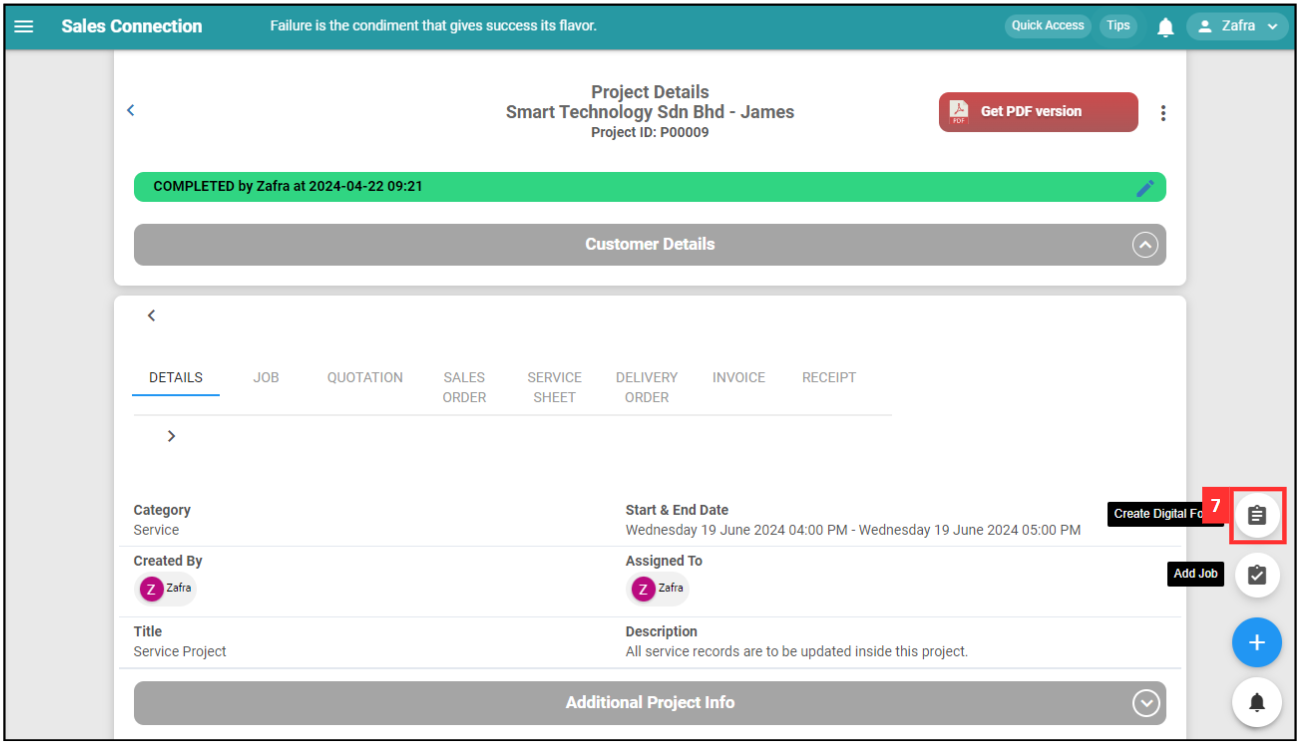 Sales Connection
Failure is the condiment that gives success its flavor.
Quick Access
Tips
Zafra
Project Details
Smart Technology Sdn Bhd - James
Project ID: P00009
PDF
Get PDF version
COMPLETED by Zafra at 2024-04-22 09:21
Customer Details
DETAILS
JOB
QUOTATION
SALES
ORDER
SERVICE
SHEET
DELIVERY
ORDER
INVOICE
RECEIPT
Category
Service
Start & End Date
Wednesday 19 June 2024 04:00 PM - Wednesday 19 June 2024 05:00 PM
Create Digital Fo
7
Created By
Z Zafra
Assigned To
Z Zafra
Add Job
Title
Service Project
Description
All service records are to be updated inside this project.
Additional Project Info